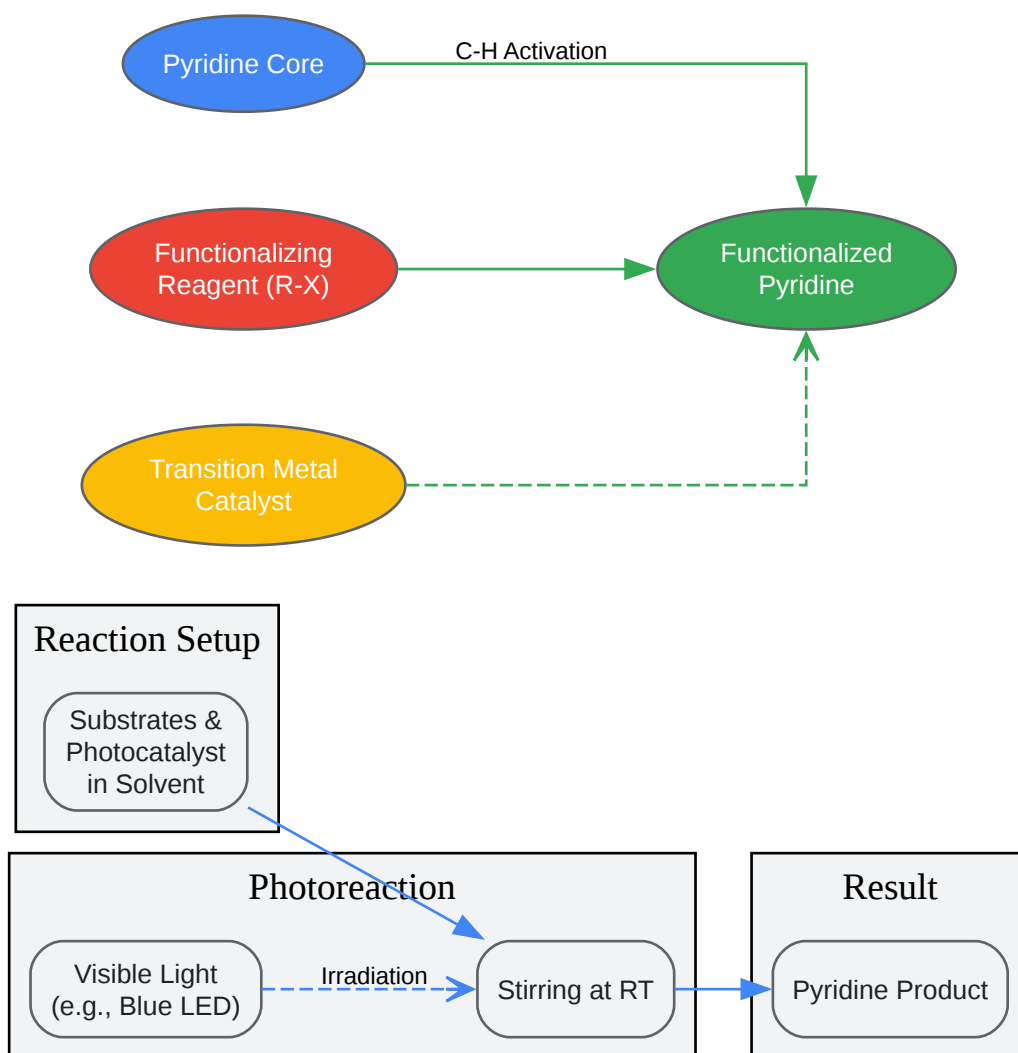 Pyridine Core
C-H Activation
Functionalizing
Reagent (R-X)
Functionalized
Pyridine
Transition Metal
Catalyst
Reaction Setup
Substrates &
Photocatalyst
in Solvent
Photoreaction
Result
Visible Light
(e.g., Blue LED)
Irradiation
Stirring at RT
Pyridine Product